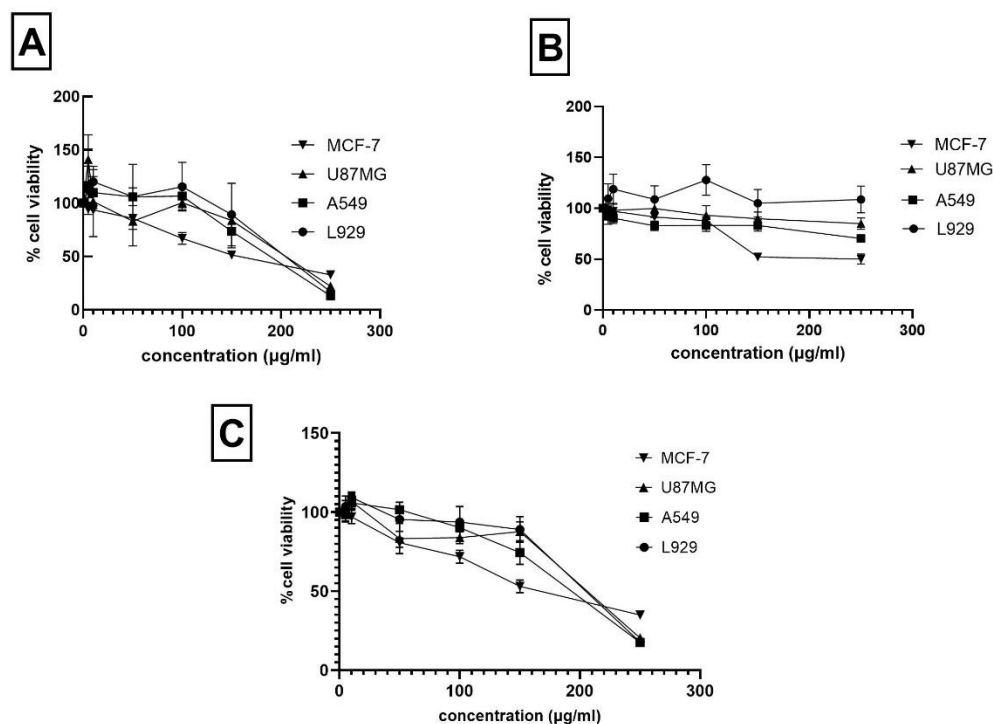 A
% cell viability
200
150
100
50
0
0 100 200 300
concentration (µg/ml)
MCF-7
U87MG
A549
L929
B
% cell viability
200
150
100
50
0
0 100 200 300
concentration (µg/ml)
MCF-7
U87MG
A549
L929
C
% cell viability
150
100
50
0
0 100 200 300
concentration (µg/ml)
MCF-7
U87MG
A549
L929